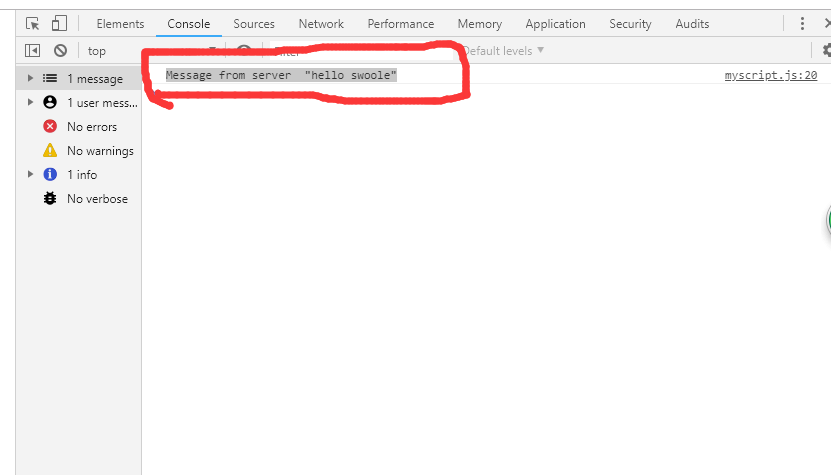 Elements Console Sources Network Performance Memory Application Security Audits
top Default levels
1 message
Message from server "hello swoole" myscript.js:20
1 user mess...
No errors
No warnings
1 info
No verbose